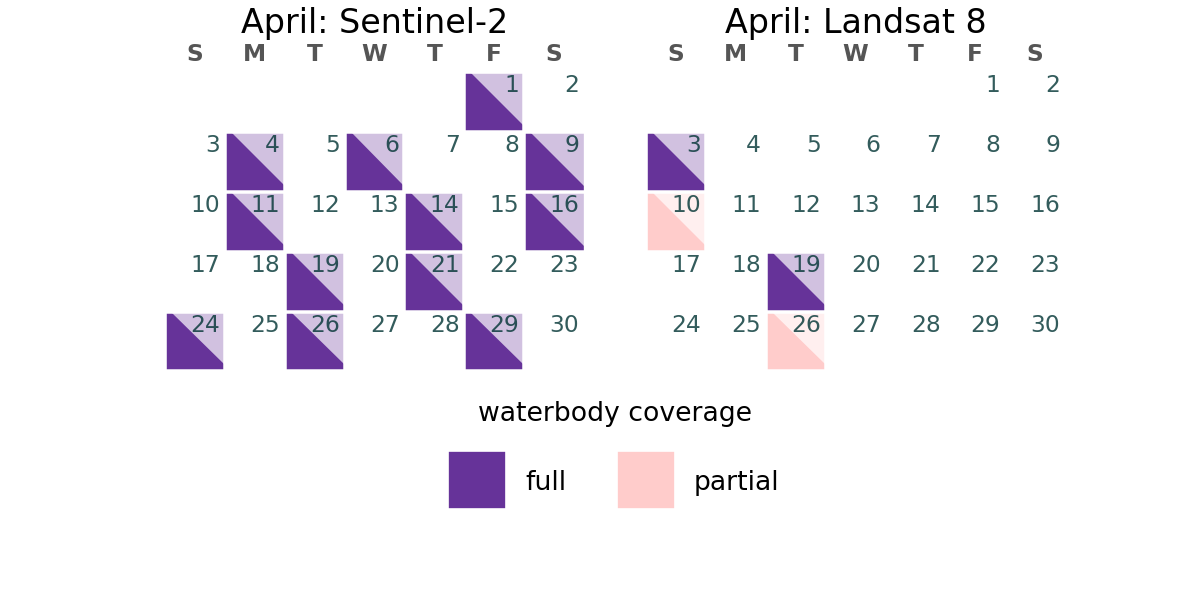 April: Sentinel-2
S M T W T F S
1 2
3 4 5 6 7 8 9
10 11 12 13 14 15 16
17 18 19 20 21 22 23
24 25 26 27 28 29 30
April: Landsat 8
S M T W T F S
1 2
3 4 5 6 7 8 9
10 11 12 13 14 15 16
17 18 19 20 21 22 23
24 25 26 27 28 29 30
waterbody coverage
full
partial